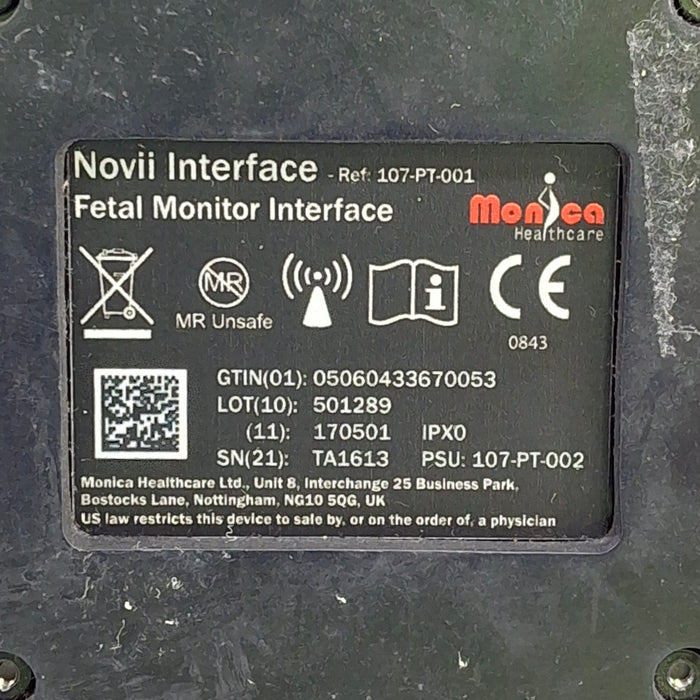 Novii Interface - Ref: 107-PT-001
Fetal Monitor Interface
Monica
Healthcare
MR
MR Unsafe
i
CE
0843
GTIN(01): 05060433670053
LOT(10): 501289
(11): 170501 IPX0
SN(21): TA1613 PSU: 107-PT-002
Monica Healthcare Ltd., Unit 8, Interchange 25 Business Park,
Bostocks Lane, Nottingham, NG10 5QG, UK
US law restricts this device to sale by, or on the order of, a physician